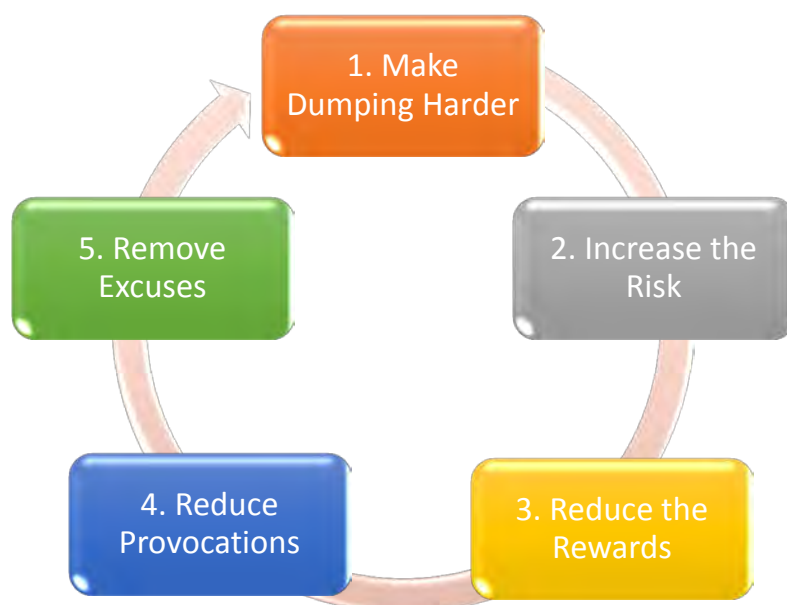 1. Make
Dumping Harder
2. Increase the
Risk
3. Reduce the
Rewards
4. Reduce
Provocations
5. Remove
Excuses